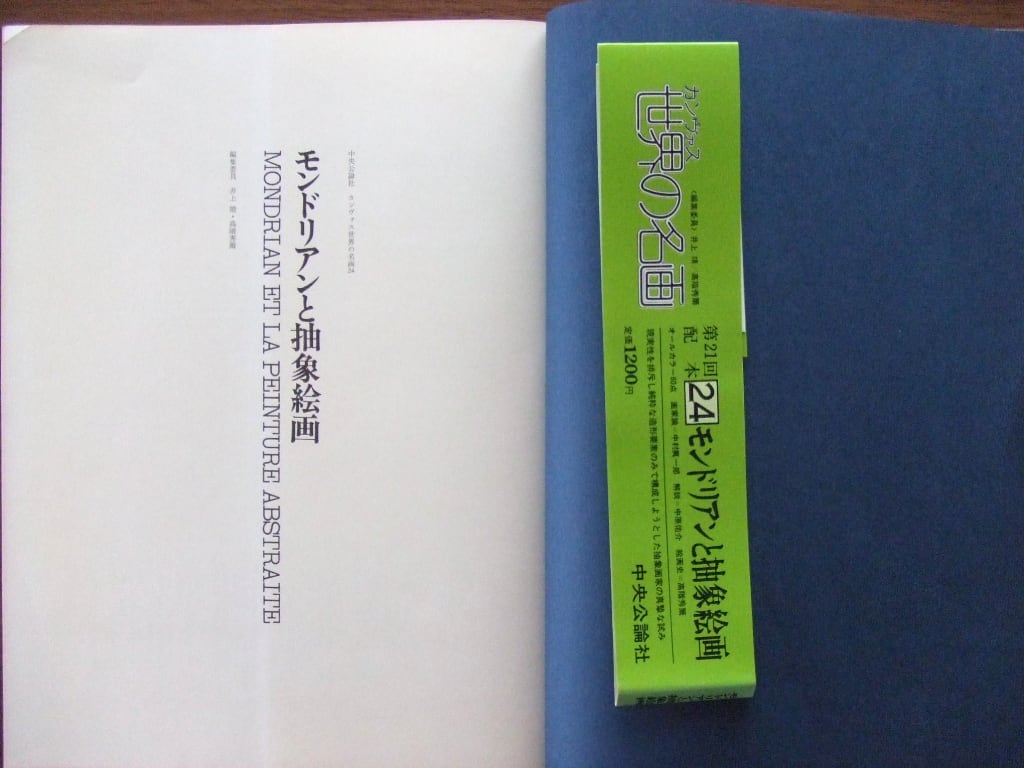 中央公論社 カンヴァス世界の名画24
モンドリアンと抽象絵画
MONDRIAN ET LA PEINTURE ABSTRAITE
編集委員 井上 靖・高階秀爾
カンヴァス
世界の名画
〈編集委員〉井上 靖 高階秀爾
第21回
配本
24 モンドリアンと抽象絵画
オールカラー60点 画家論=中村真一郎 解説=中原佑介 絵画史=高階秀爾
現実性を排斥し純粋な造形要素のみで構成しようとした抽象画家の真摯な試み
定価1200円
中央公論社